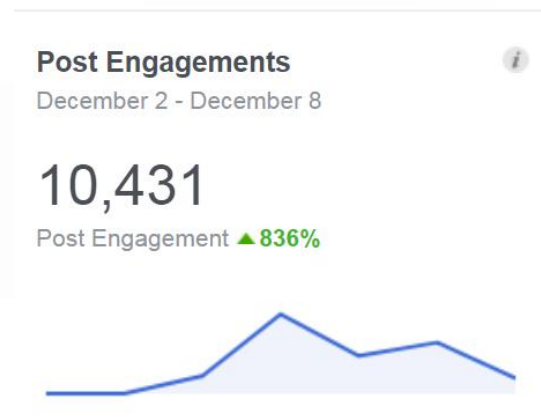 Post Engagements
i
December 2 - December 8
10,431
Post Engagement ▲836%